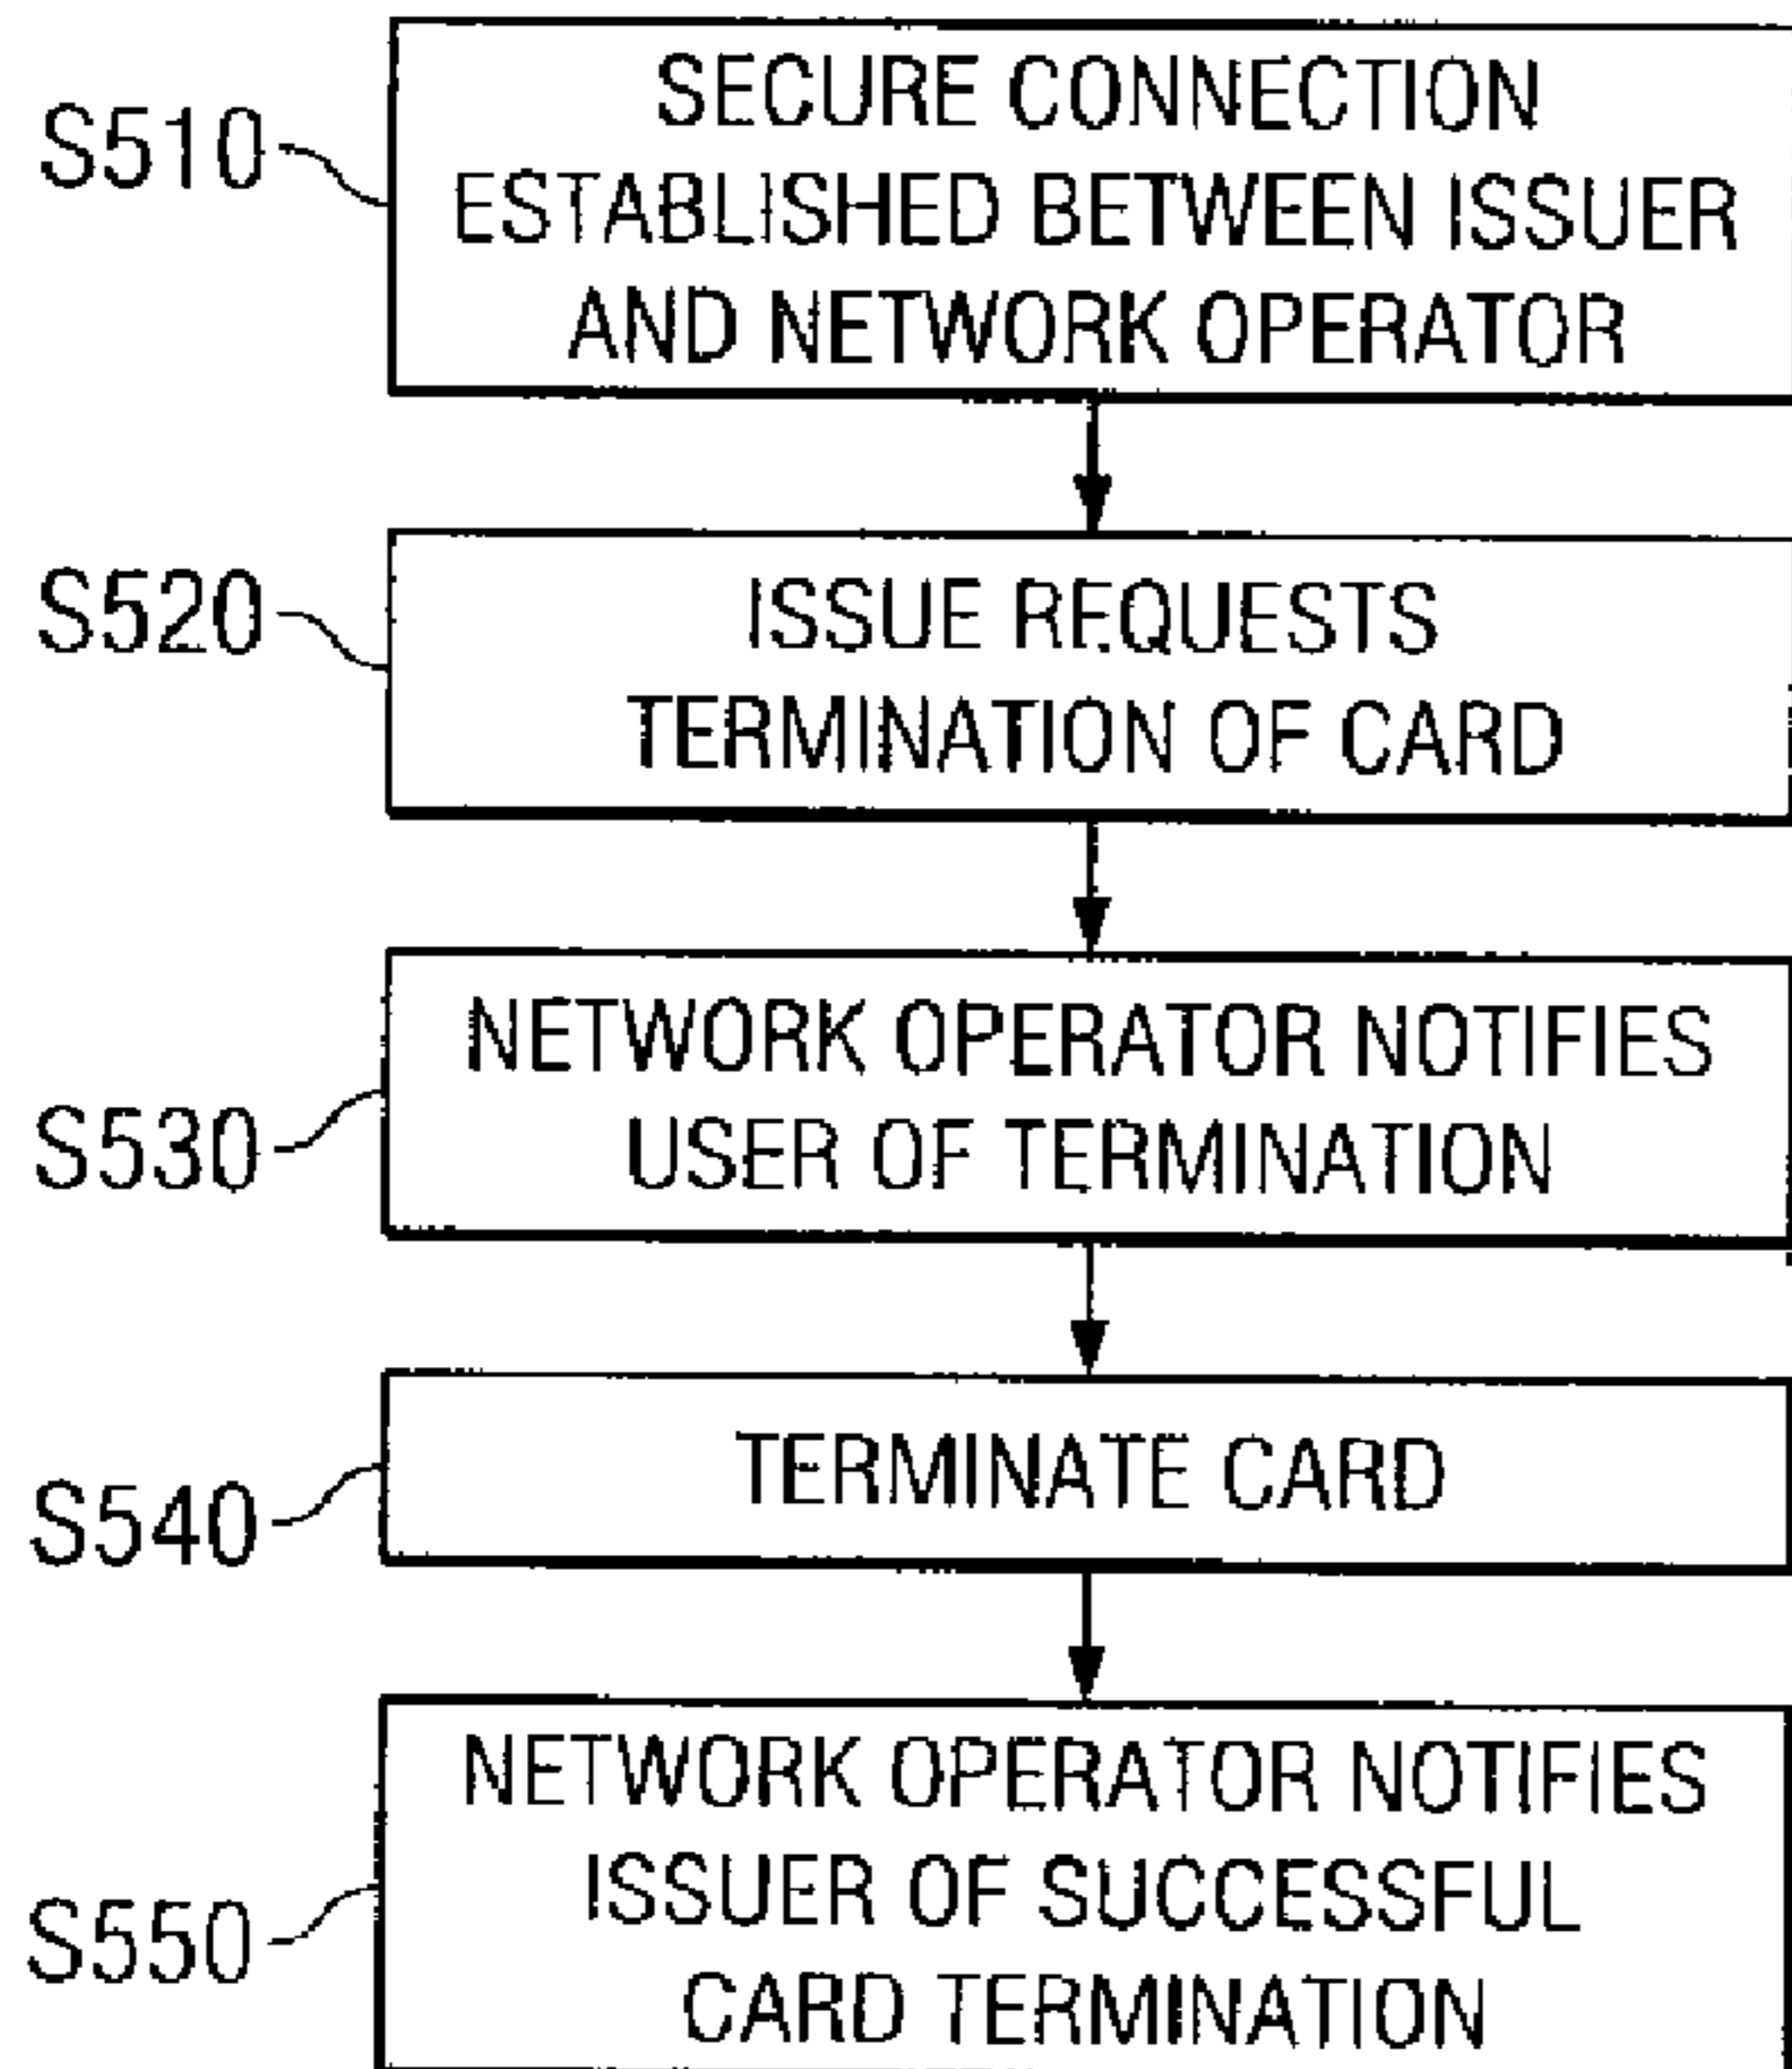 S510
SECURE CONNECTION
ESTABLISHED BETWEEN ISSUER
AND NETWORK OPERATOR
S520
ISSUE REQUESTS
TERMINATION OF CARD
S530
NETWORK OPERATOR NOTIFIES
USER OF TERMINATION
S540
TERMINATE CARD
S550
NETWORK OPERATOR NOTIFIES
ISSUER OF SUCCESSFUL
CARD TERMINATION